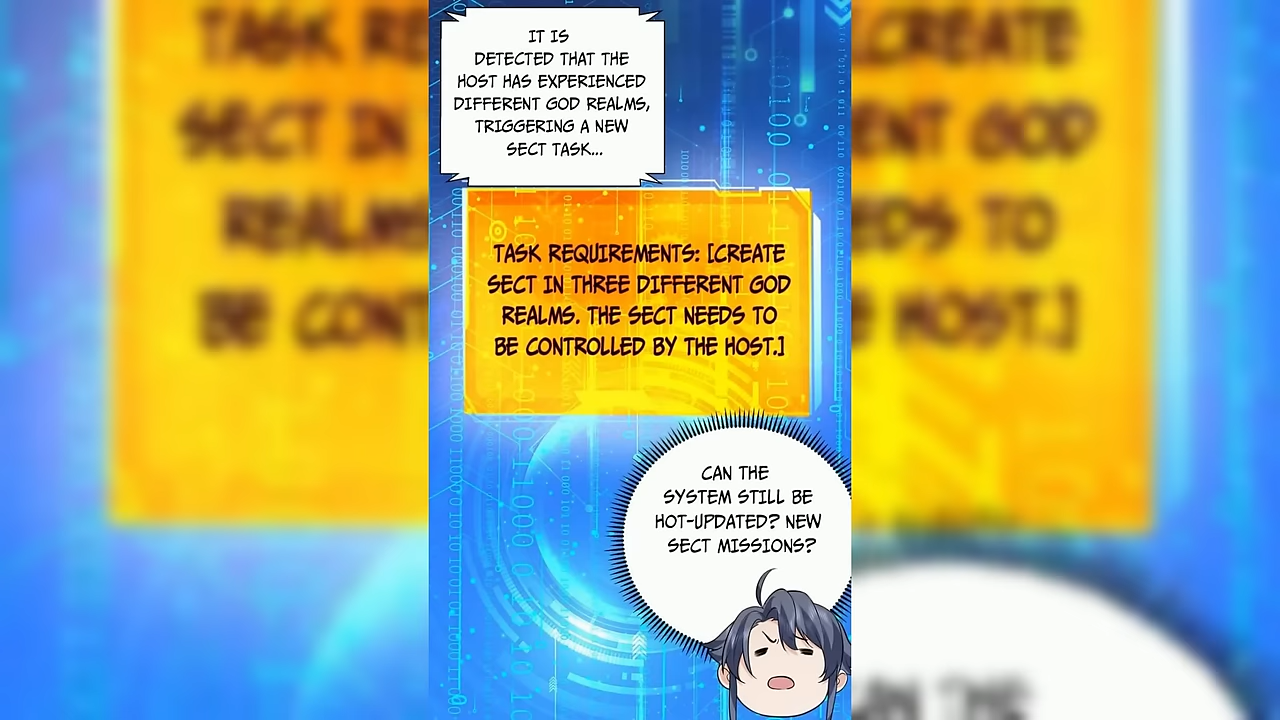 IT IS
DETECTED THAT THE
HOST HAS EXPERIENCED
DIFFERENT GOD REALMS,
TRIGGERING A NEW
SECT TASK...
TASK REQUIREMENTS: [CREATE
SECT IN THREE DIFFERENT GOD
REALMS. THE SECT NEEDS TO
BE CONTROLLED BY THE HOST.]
CAN THE
SYSTEM STILL BE
HOT-UPDATED? NEW
SECT MISSIONS?